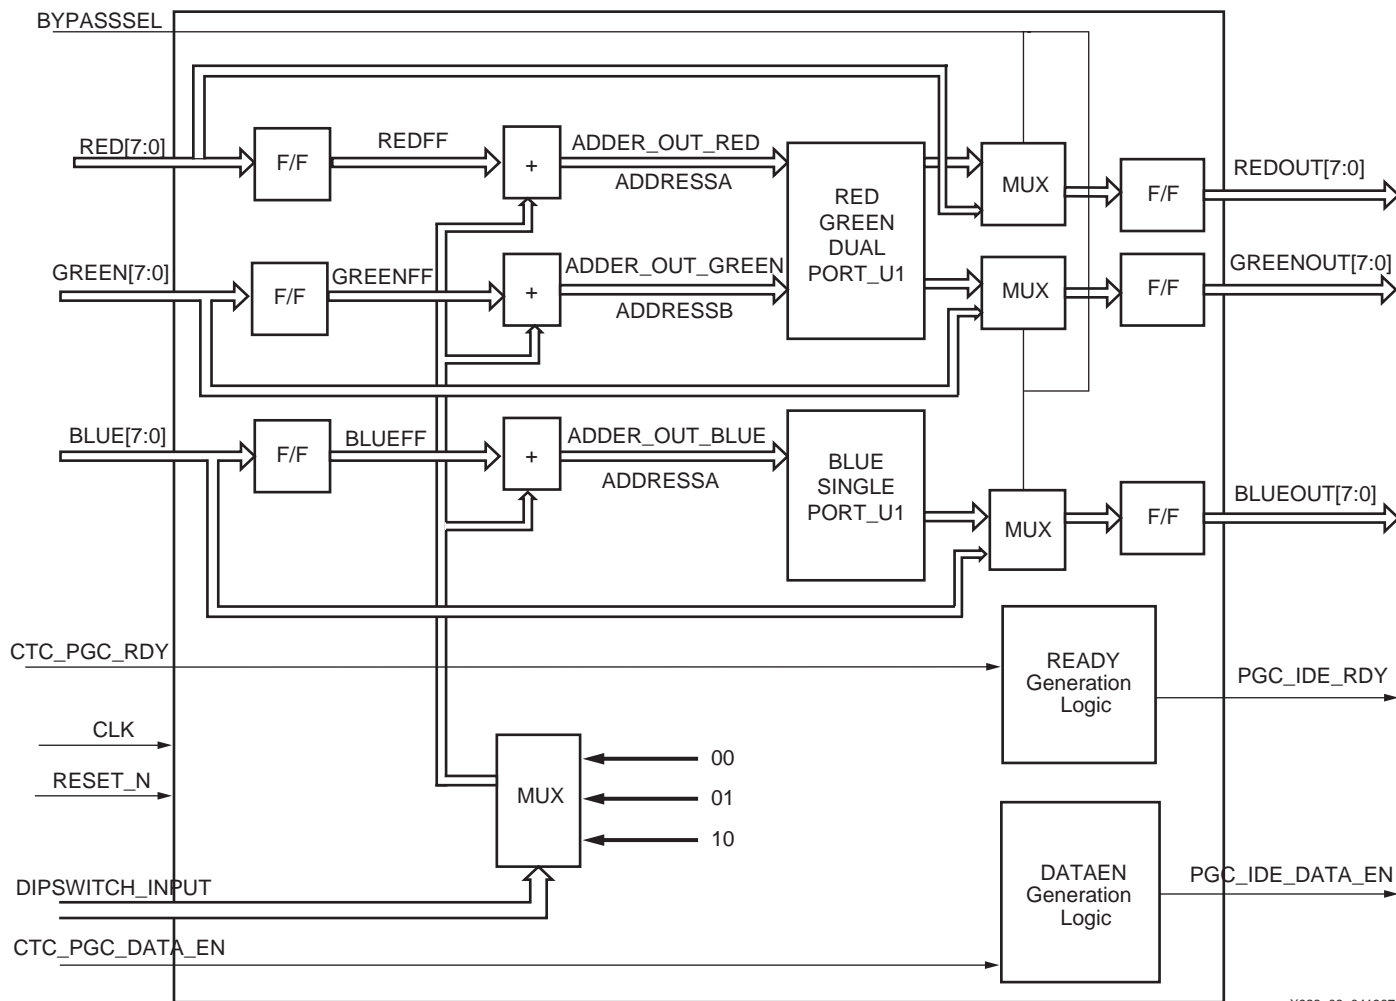 BYPASSSEL
RED[7:0]
F/F
REDFF
+
ADDER_OUT_RED
ADDRESSA
RED
GREEN
DUAL
PORT_U1
MUX
F/F
REDOUT[7:0]
GREEN[7:0]
F/F
GREENFF
+
ADDER_OUT_GREEN
ADDRESSB
MUX
F/F
GREENOUT[7:0]
BLUE[7:0]
F/F
BLUEFF
+
ADDER_OUT_BLUE
ADDRESSA
BLUE
SINGLE
PORT_U1
MUX
F/F
BLUEOUT[7:0]
CTC_PGC_RDY
READY
Generation
Logic
PGC_IDE_RDY
CLK
RESET_N
MUX
00
01
10
DIPSWITCH_INPUT
DATAEN
Generation
Logic
PGC_IDE_DATA_EN
CTC_PGC_DATA_EN